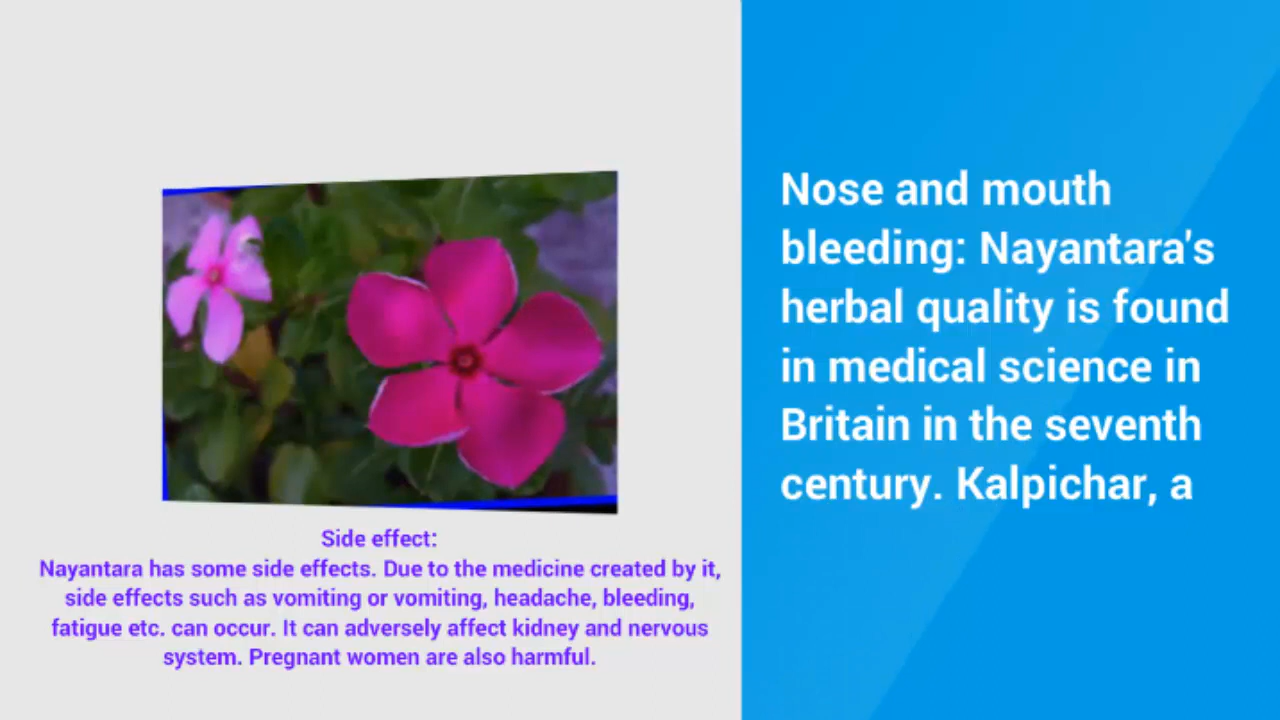 Nose and mouth
bleeding: Nayantara's
herbal quality is found
in medical science in
Britain in the seventh
century. Kalpichar, a
Side effect:
Nayantara has some side effects. Due to the medicine created by it,
side effects such as vomiting or vomiting, headache, bleeding,
fatigue etc. can occur. It can adversely affect kidney and nervous
system. Pregnant women are also harmful.